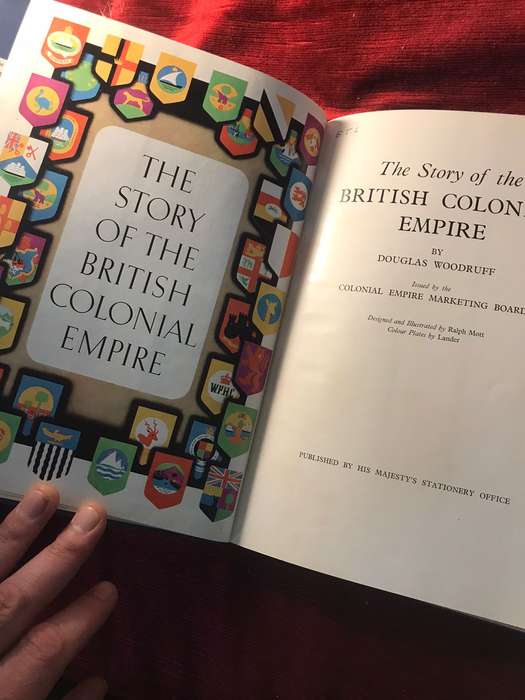 THE
STORY
OF THE
BRITISH
COLONIAL
EMPIRE
WPHC
The Story of the
BRITISH COLON
EMPIRE
BY
DOUGLAS WOODRUFF
Issued by the
COLONIAL EMPIRE MARKETING BOARD
Designed and Illustrated by Ralph Mott
Colour Plates by Lander
PUBLISHED BY HIS MAJESTY'S STATIONERY OFFICE